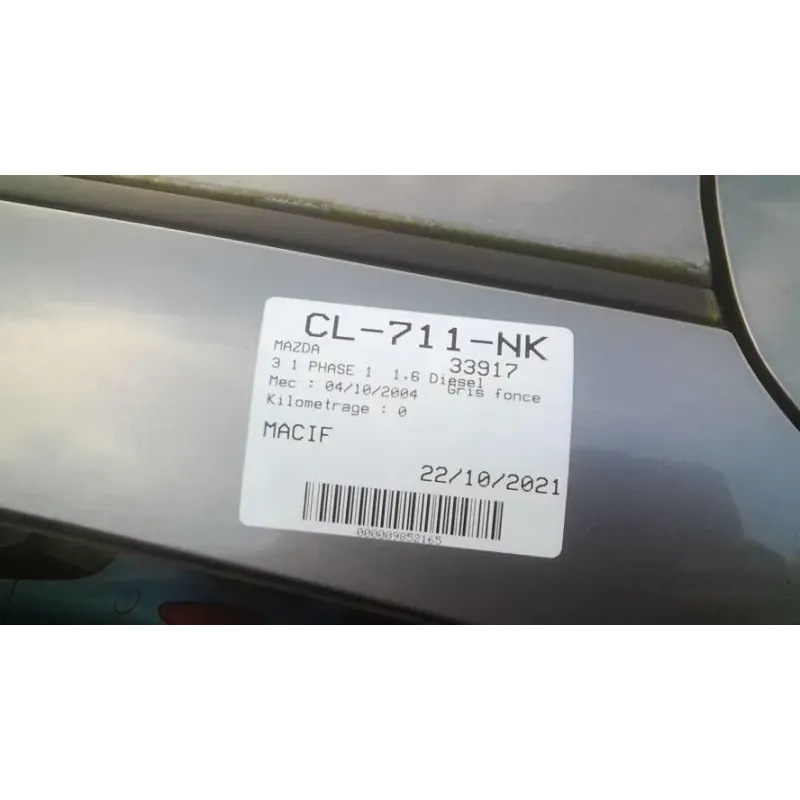 CL-711-NK
MAZDA 33917
3 1 PHASE 1 1.6 Diesel
Mec : 04/10/2004 Gris fonce
Kilometrage : 0
MACIF
22/10/2021
000009852165